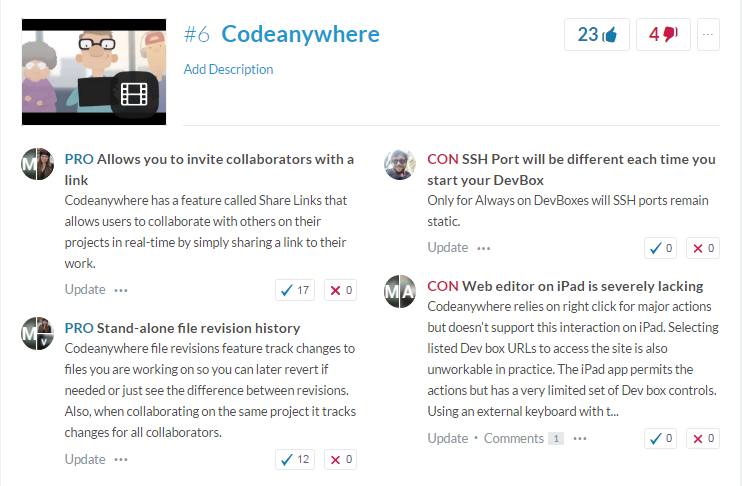 #6 Codeanywhere
23
4
...
Add Description
PRO Allows you to invite collaborators with a
link
Codeanywhere has a feature called Share Links that
allows users to collaborate with others on their
projects in real-time by simply sharing a link to their
work.
Update •••
17
0
PRO Stand-alone file revision history
Codeanywhere file revisions feature track changes to
files you are working on so you can later revert if
needed or just see the difference between revisions.
Also, when collaborating on the same project it tracks
changes for all collaborators.
Update •••
12
0
CON SSH Port will be different each time you
start your DevBox
Only for Always on DevBoxes will SSH ports remain
static.
Update •••
0
0
M A
CON Web editor on iPad is severely lacking
Codeanywhere relies on right click for major actions
but doesn't support this interaction on iPad. Selecting
listed Dev box URLs to access the site is also
unworkable in practice. The iPad app permits the
actions but has a very limited set of Dev box controls.
Using an external keyboard with t...
Update • Comments 1 •••
0
0
M
M
v